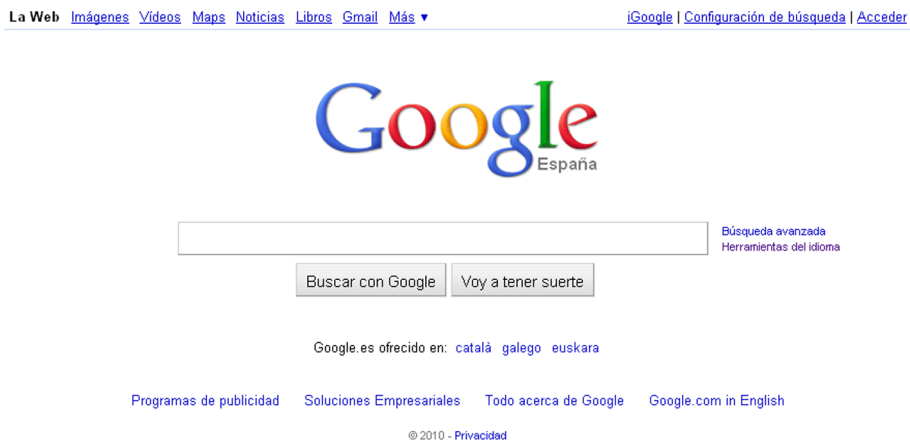 La Web Imágenes Vídeos Maps Noticias Libros Gmail Más ▼ iGoogle | Configuración de búsqueda | Acceder
Google
España
Búsqueda avanzada
Herramientas del idioma
Buscar con Google Voy a tener suerte
Google.es ofrecido en: català galego euskara
Programas de publicidad Soluciones Empresariales Todo acerca de Google Google.com in English
© 2010 - Privacidad